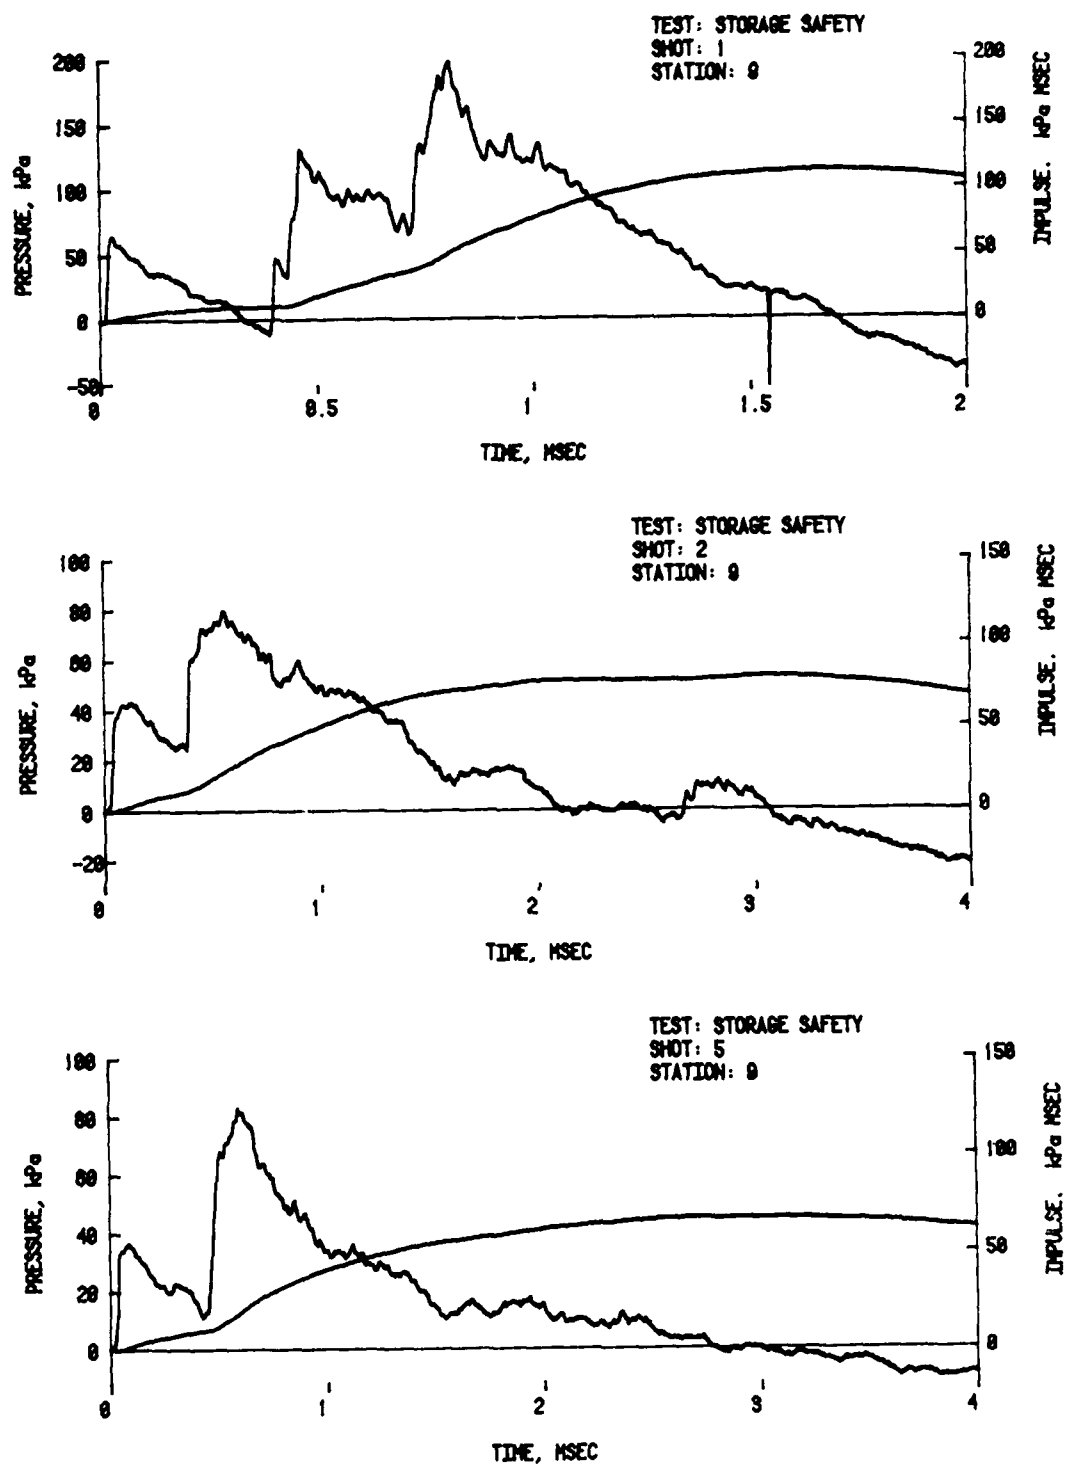 TEST: STORAGE SAFETY
SHOT: 1
STATION: 9
200
150
100
50
0
-50
PRESSURE, kPa
200
150
100
50
0
IMPULSE. kPa MSEC
0
0.5
1
1.5
2
TIME, MSEC
TEST: STORAGE SAFETY
SHOT: 2
STATION: 9
100
80
60
40
20
0
-20
PRESSURE, kPa
150
100
50
0
IMPULSE. kPa MSEC
0
1
2
3
4
TIME, MSEC
TEST: STORAGE SAFETY
SHOT: 5
STATION: 9
100
80
60
40
20
0
PRESSURE, kPa
150
100
50
0
IMPULSE. kPa MSEC
0
1
2
3
4
TIME, MSEC